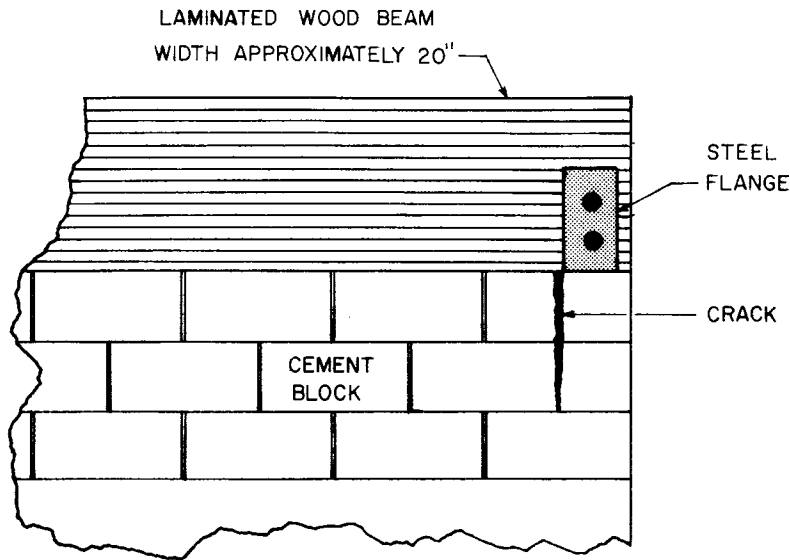 LAMINATED WOOD BEAM
WIDTH APPROXIMATELY 20"
STEEL
FLANGE
CRACK
CEMENT
BLOCK